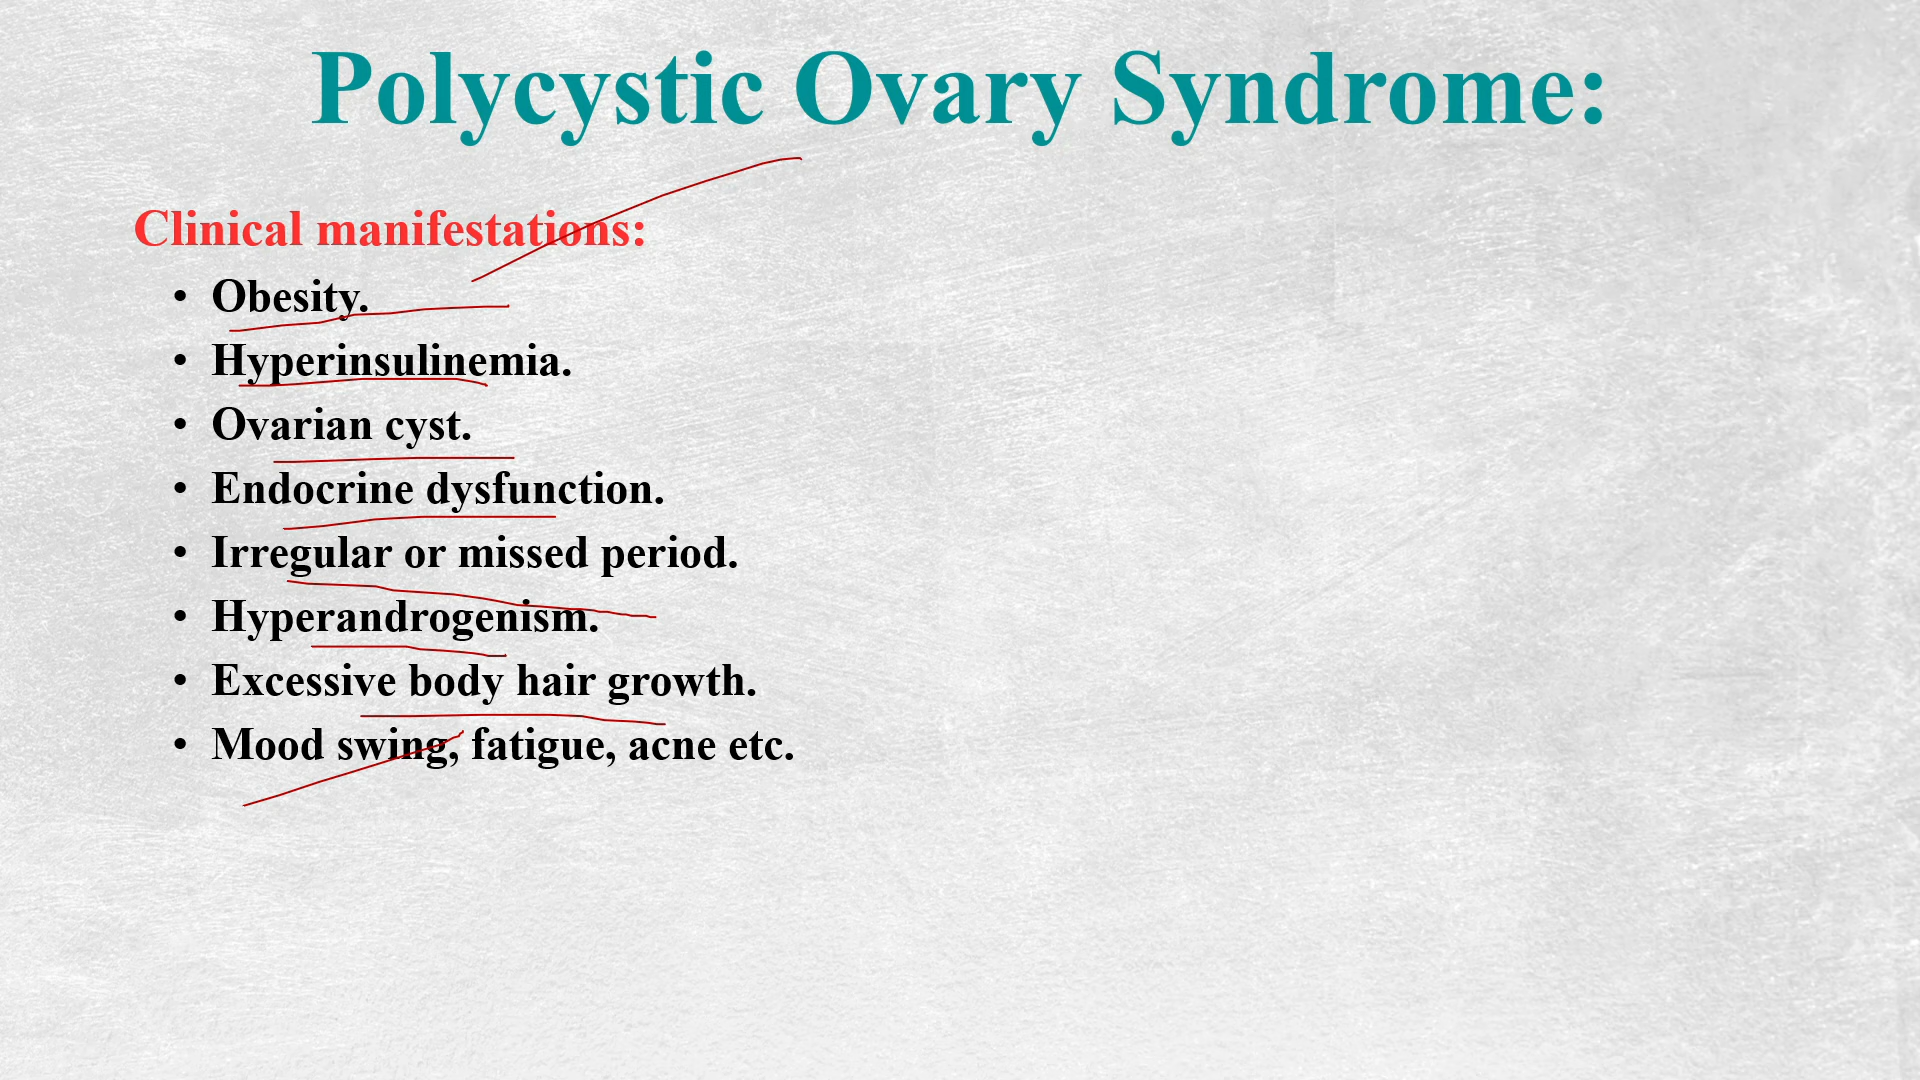 Polycystic Ovary Syndrome:
Clinical manifestations:
• Obesity.
• Hyperinsulinemia.
• Ovarian cyst.
• Endocrine dysfunction.
• Irregular or missed period.
• Hyperandrogenism.
• Excessive body hair growth.
• Mood swing, fatigue, acne etc.